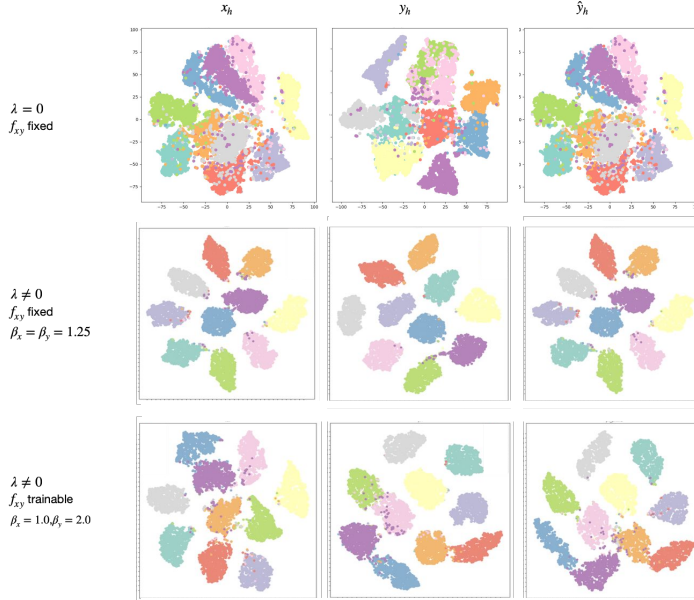 x_h y_h ŷ_h
λ = 0
f_xy fixed
100
75
50
25
0
−25
−50
−75
−75 −50 −25 0 25 50 75 100
−100 −75 −50 −25 0 25 50 75
−75 −50 −25 0 25 50 75 100
λ ≠ 0
f_xy fixed
β_x = β_y = 1.25
λ ≠ 0
f_xy trainable
β_x = 1.0,β_y = 2.0